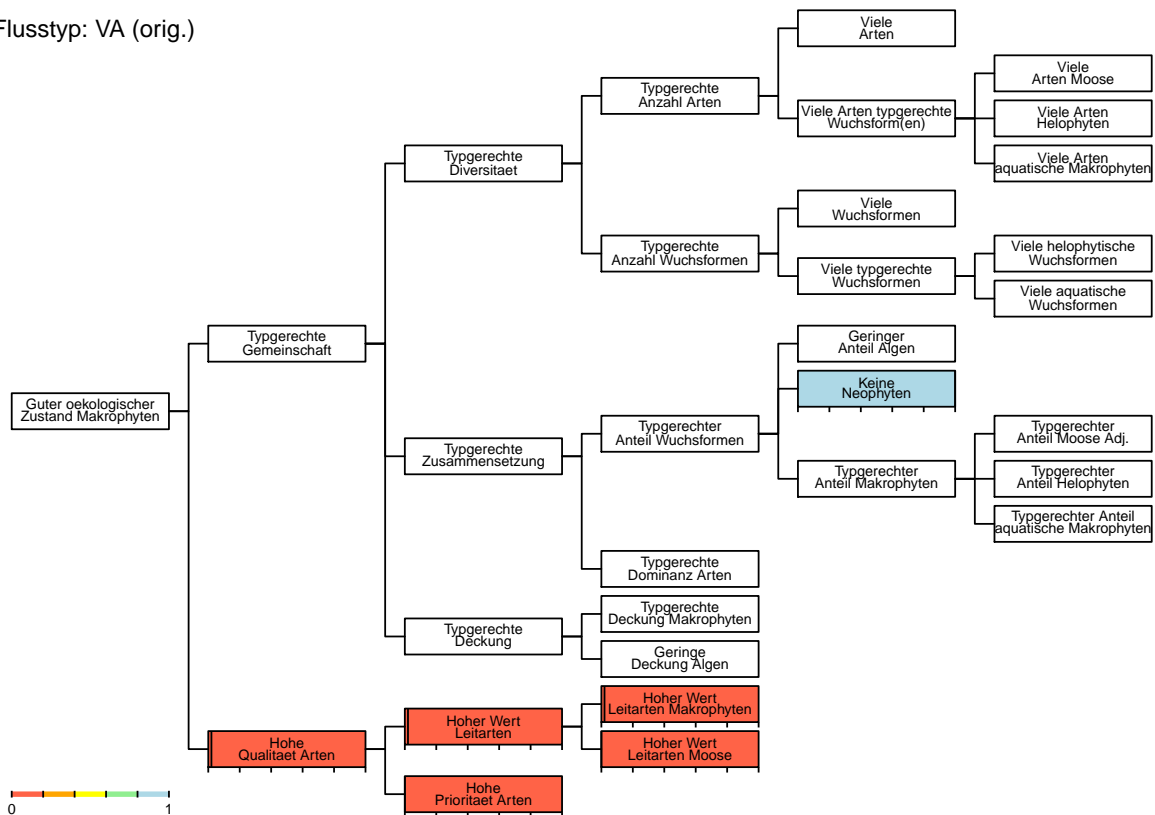 Flusstyp: VA (orig.)
Viele
Arten
Typgerechte
Anzahl Arten
Viele
Arten Moose
Viele Arten typgerechte
Wuchsform(en)
Viele Arten
Helophyten
Viele Arten
aquatische Makrophyten
Typgerechte
Diversitaet
Viele
Wuchsformen
Typgerechte
Anzahl Wuchsformen
Viele helophytische
Wuchsformen
Viele typgerechte
Wuchsformen
Viele aquatische
Wuchsformen
Typgerechte
Gemeinschaft
Geringer
Anteil Algen
Keine
Neophyten
Guter oekologischer
Zustand Makrophyten
Typgerechter
Anteil Wuchsformen
Typgerechter
Anteil Moose Adj.
Typgerechte
Zusammensetzung
Typgerechter
Anteil Makrophyten
Typgerechter
Anteil Helophyten
Typgerechter Anteil
aquatische Makrophyten
Typgerechte
Dominanz Arten
Typgerechte
Deckung Makrophyten
Typgerechte
Deckung
Geringe
Deckung Algen
Hoher Wert
Leitarten Makrophyten
Hoher Wert
Leitarten
Hohe
Qualitaet Arten
Hoher Wert
Leitarten Moose
Hohe
Prioritaet Arten
0
1